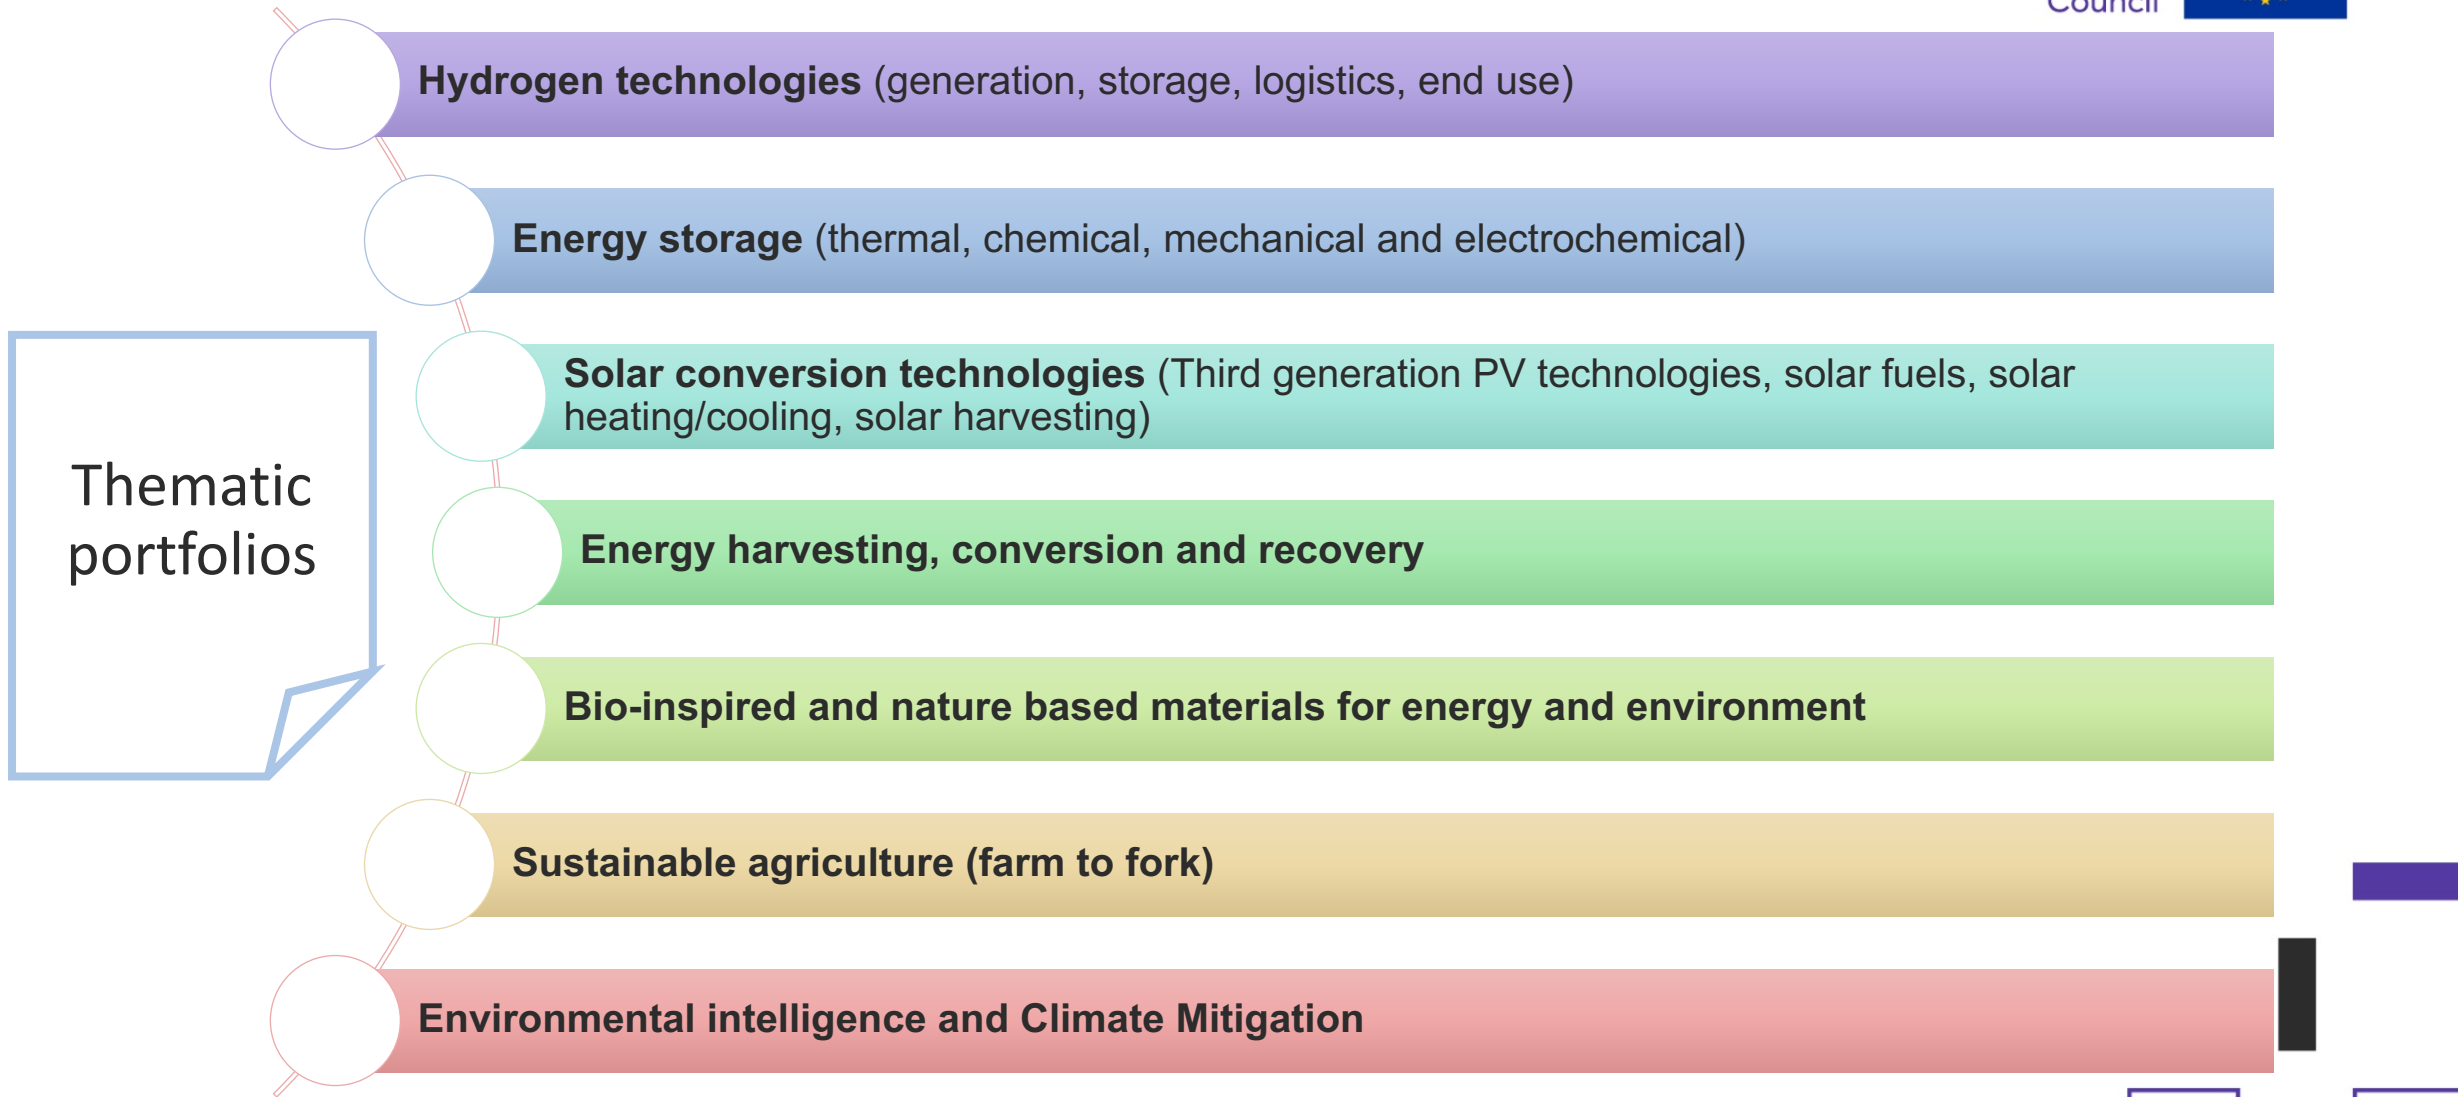 Council
Hydrogen technologies (generation, storage, logistics, end use)
Energy storage (thermal, chemical, mechanical and electrochemical)
Solar conversion technologies (Third generation PV technologies, solar fuels, solar
heating/cooling, solar harvesting)
Thematic
portfolios
Energy harvesting, conversion and recovery
Bio-inspired and nature based materials for energy and environment
Sustainable agriculture (farm to fork)
Environmental intelligence and Climate Mitigation